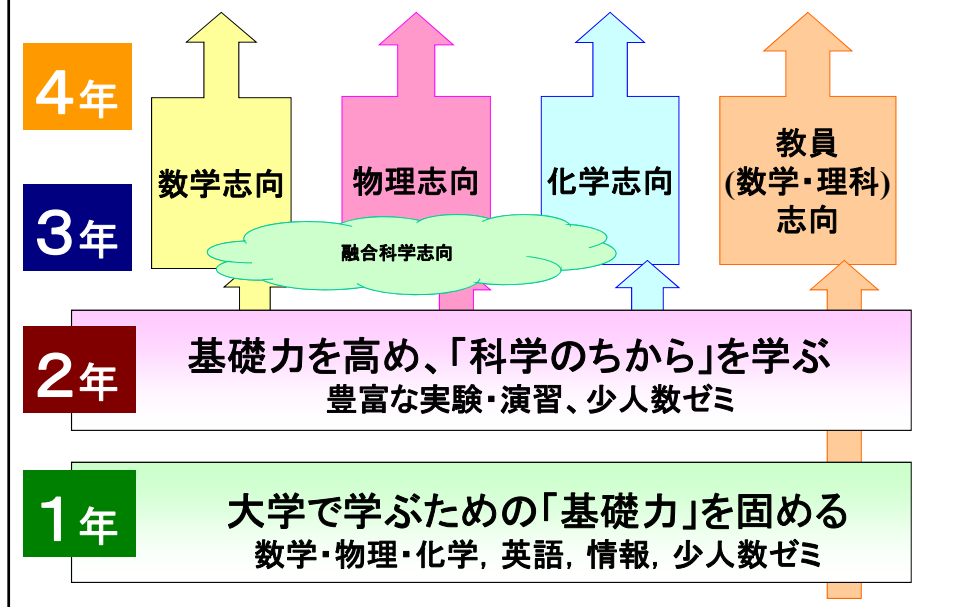 4年
数学志向
物理志向
化学志向
教員
(数学・理科)
志向
3年
融合科学志向
2年
基礎力を高め、「科学のちから」を学ぶ
豊富な実験・演習、少人数ゼミ
1年
大学で学ぶための「基礎力」を固める
数学・物理・化学, 英語, 情報, 少人数ゼミ